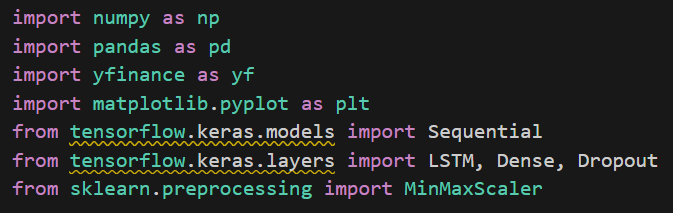 import numpy as np
import pandas as pd
import yfinance as yf
import matplotlib.pyplot as plt
from tensorflow.keras.models import Sequential
from tensorflow.keras.layers import LSTM, Dense, Dropout
from sklearn.preprocessing import MinMaxScaler